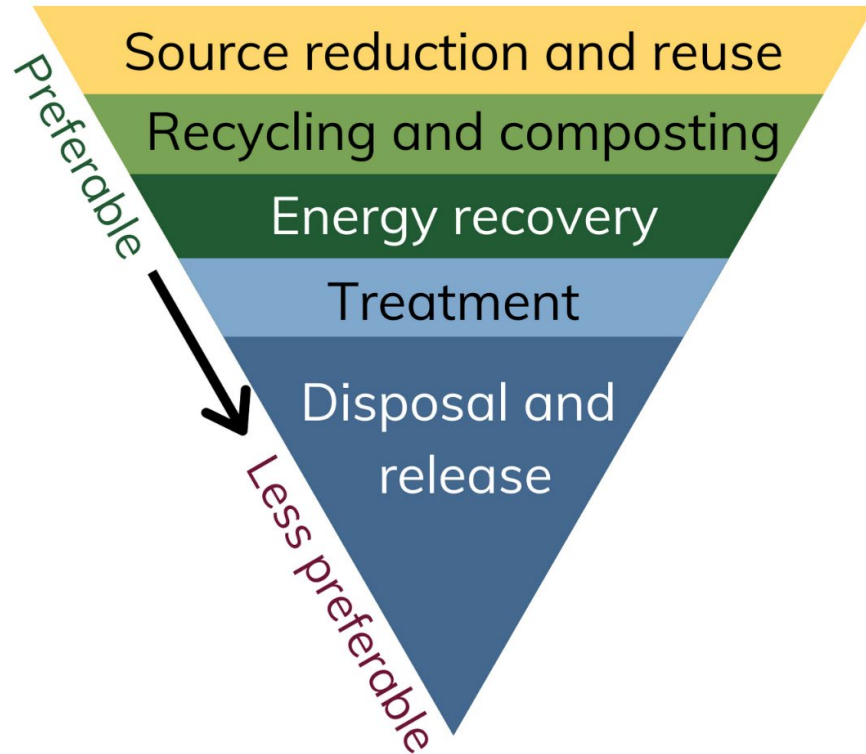 Source reduction and reuse
Preferable
Recycling and composting
Energy recovery
Treatment
Disposal and
release
Less preferable